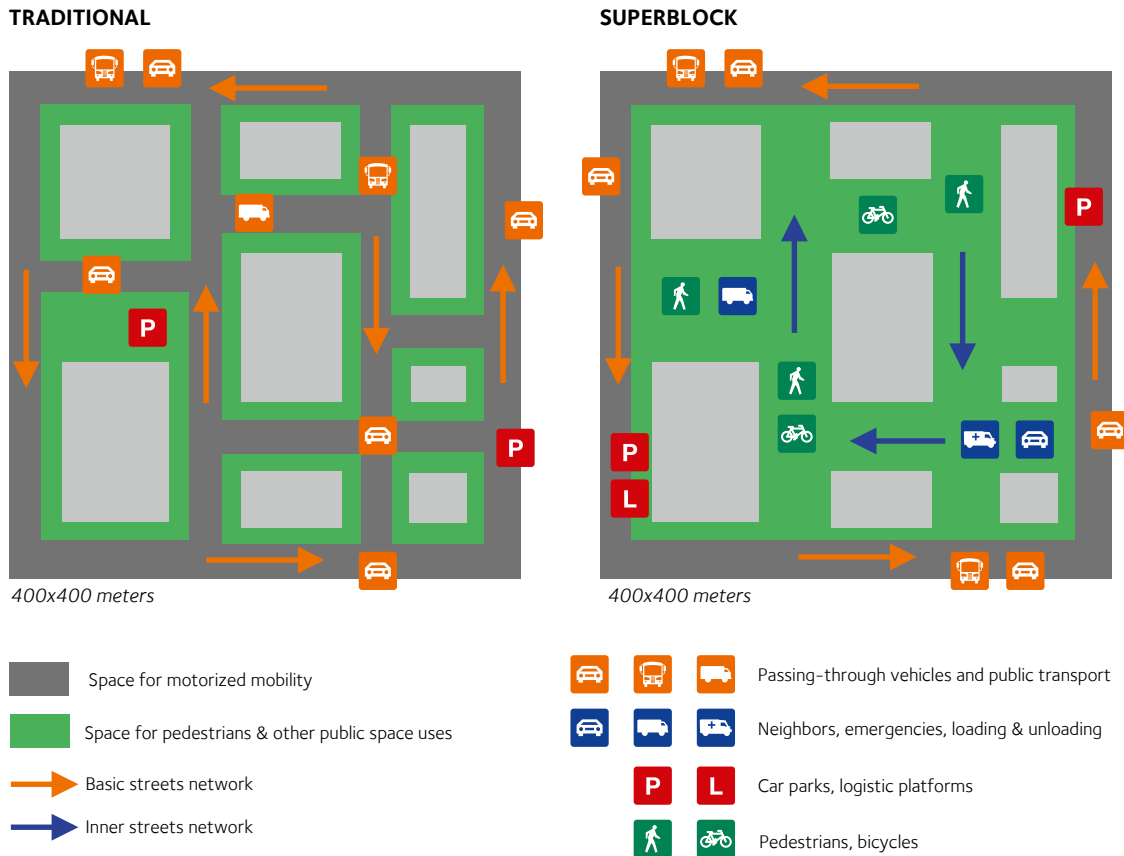 TRADITIONAL
SUPERBLOCK
P
P
P
P
L
400x400 meters
400x400 meters
Space for motorized mobility
Space for pedestrians & other public space uses
Basic streets network
Inner streets network
Passing-through vehicles and public transport
Neighbors, emergencies, loading & unloading
P L Car parks, logistic platforms
Pedestrians, bicycles